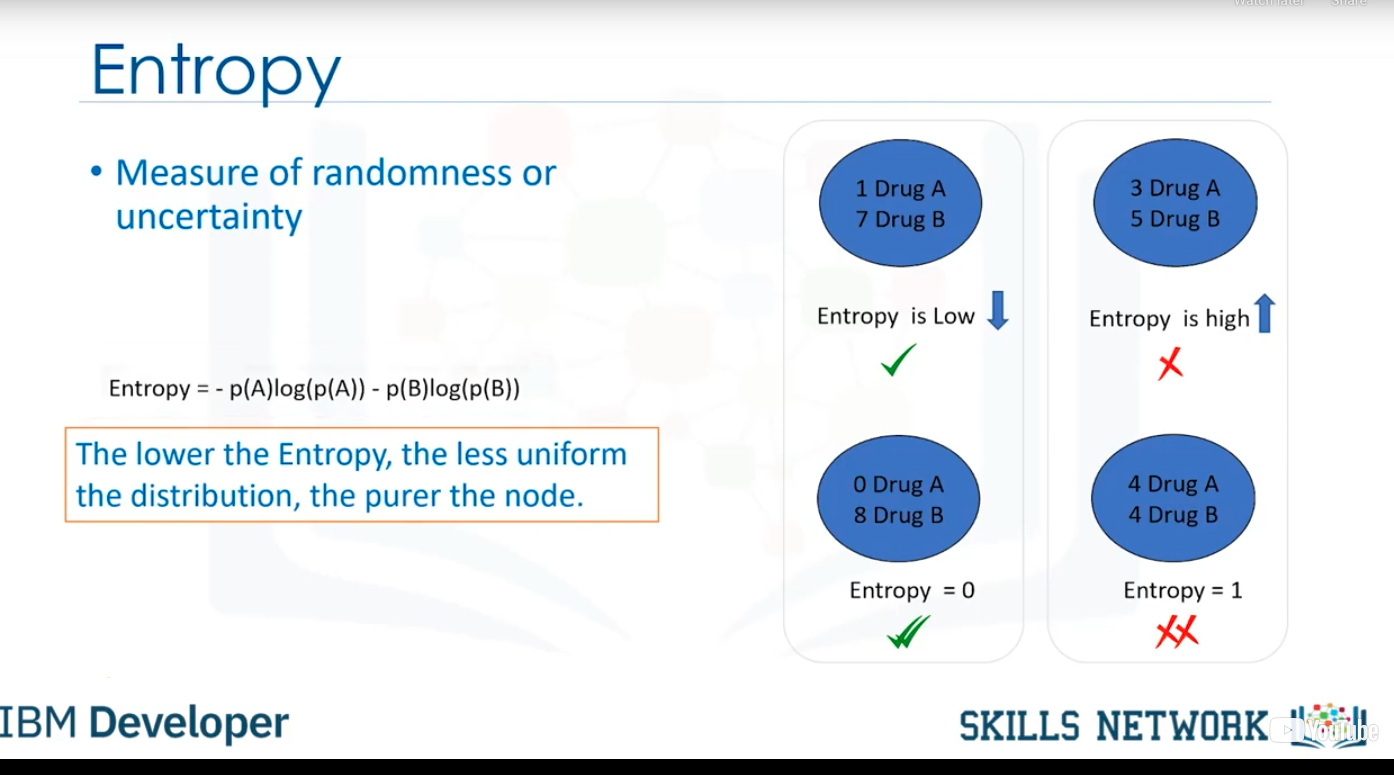 Watch later Share
Entropy
• Measure of randomness or
uncertainty
Entropy = - p(A)log(p(A)) - p(B)log(p(B))
The lower the Entropy, the less uniform
the distribution, the purer the node.
1 Drug A
7 Drug B
Entropy is Low
0 Drug A
8 Drug B
Entropy = 0
3 Drug A
5 Drug B
Entropy is high
4 Drug A
4 Drug B
Entropy = 1
IBM Developer
SKILLS NETWORK
YouTube